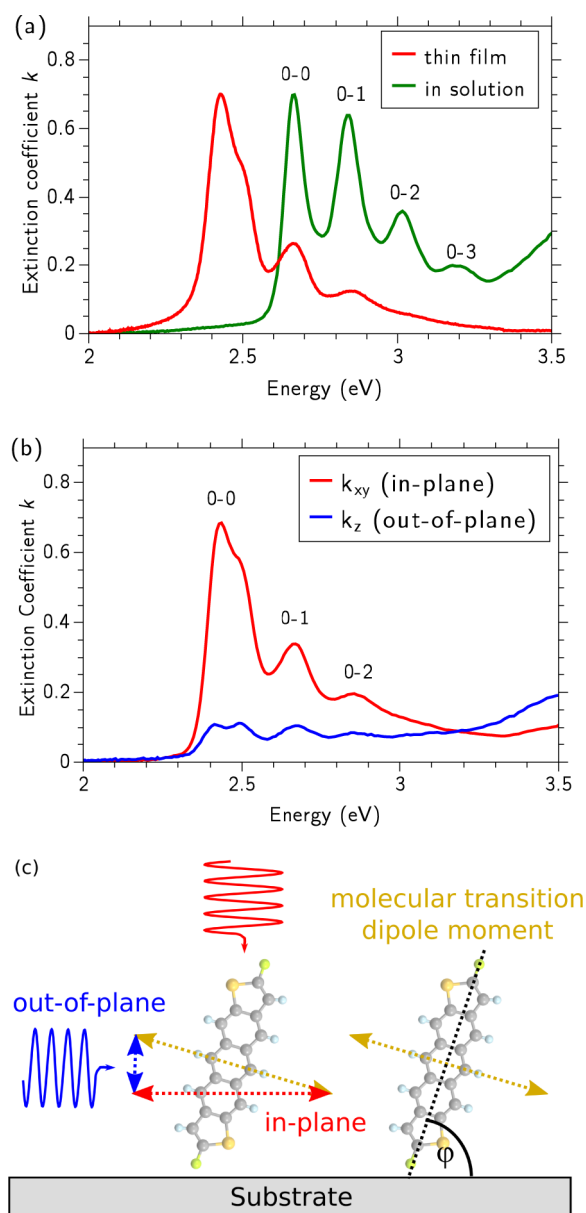 (a)
thin film
in solution
0-0
0-1
0-2
0-3
Extinction coefficient k
0.8
0.6
0.4
0.2
0
2
2.5
3
3.5
Energy (eV)
(b)
k_xy (in-plane)
k_z (out-of-plane)
0-0
0-1
0-2
Extinction Coefficient k
0.8
0.6
0.4
0.2
0
2
2.5
3
3.5
Energy (eV)
(c)
molecular transition
dipole moment
out-of-plane
in-plane
φ
Substrate